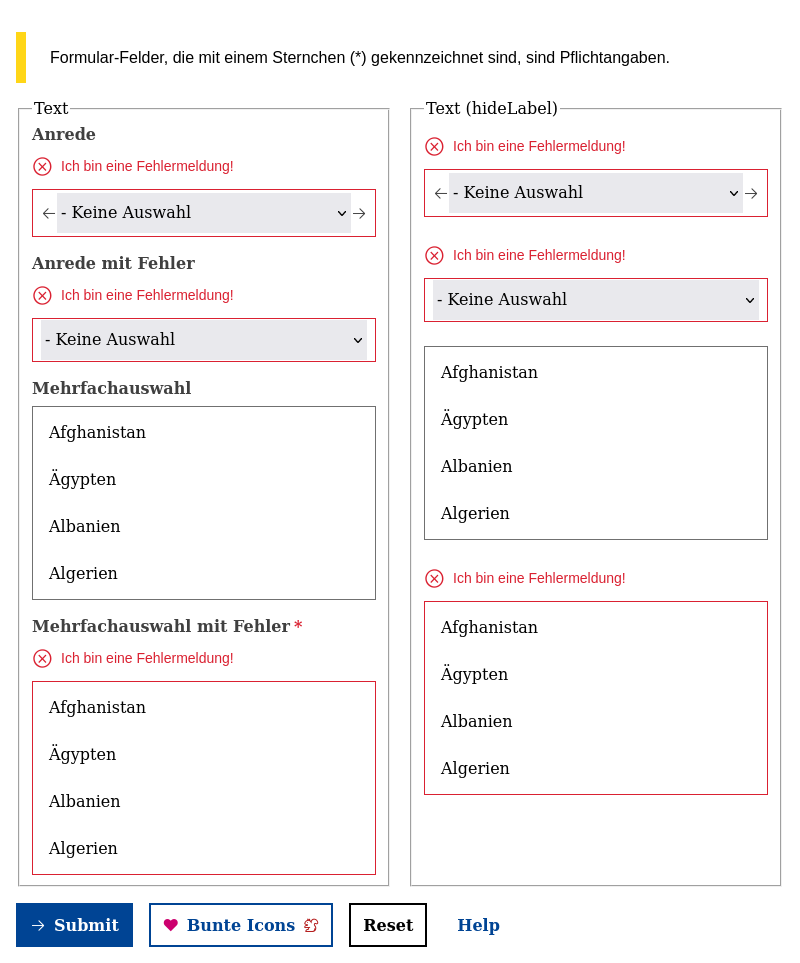 Formular-Felder, die mit einem Sternchen (*) gekennzeichnet sind, sind Pflichtangaben.
Text
Anrede
Ich bin eine Fehlermeldung!
- Keine Auswahl
Anrede mit Fehler
Ich bin eine Fehlermeldung!
- Keine Auswahl
Mehrfachauswahl
Afghanistan
Ägypten
Albanien
Algerien
Mehrfachauswahl mit Fehler *
Ich bin eine Fehlermeldung!
Afghanistan
Ägypten
Albanien
Algerien
Text (hideLabel)
Ich bin eine Fehlermeldung!
- Keine Auswahl
Ich bin eine Fehlermeldung!
- Keine Auswahl
Afghanistan
Ägypten
Albanien
Algerien
Ich bin eine Fehlermeldung!
Afghanistan
Ägypten
Albanien
Algerien
Submit
Bunte Icons
Reset
Help